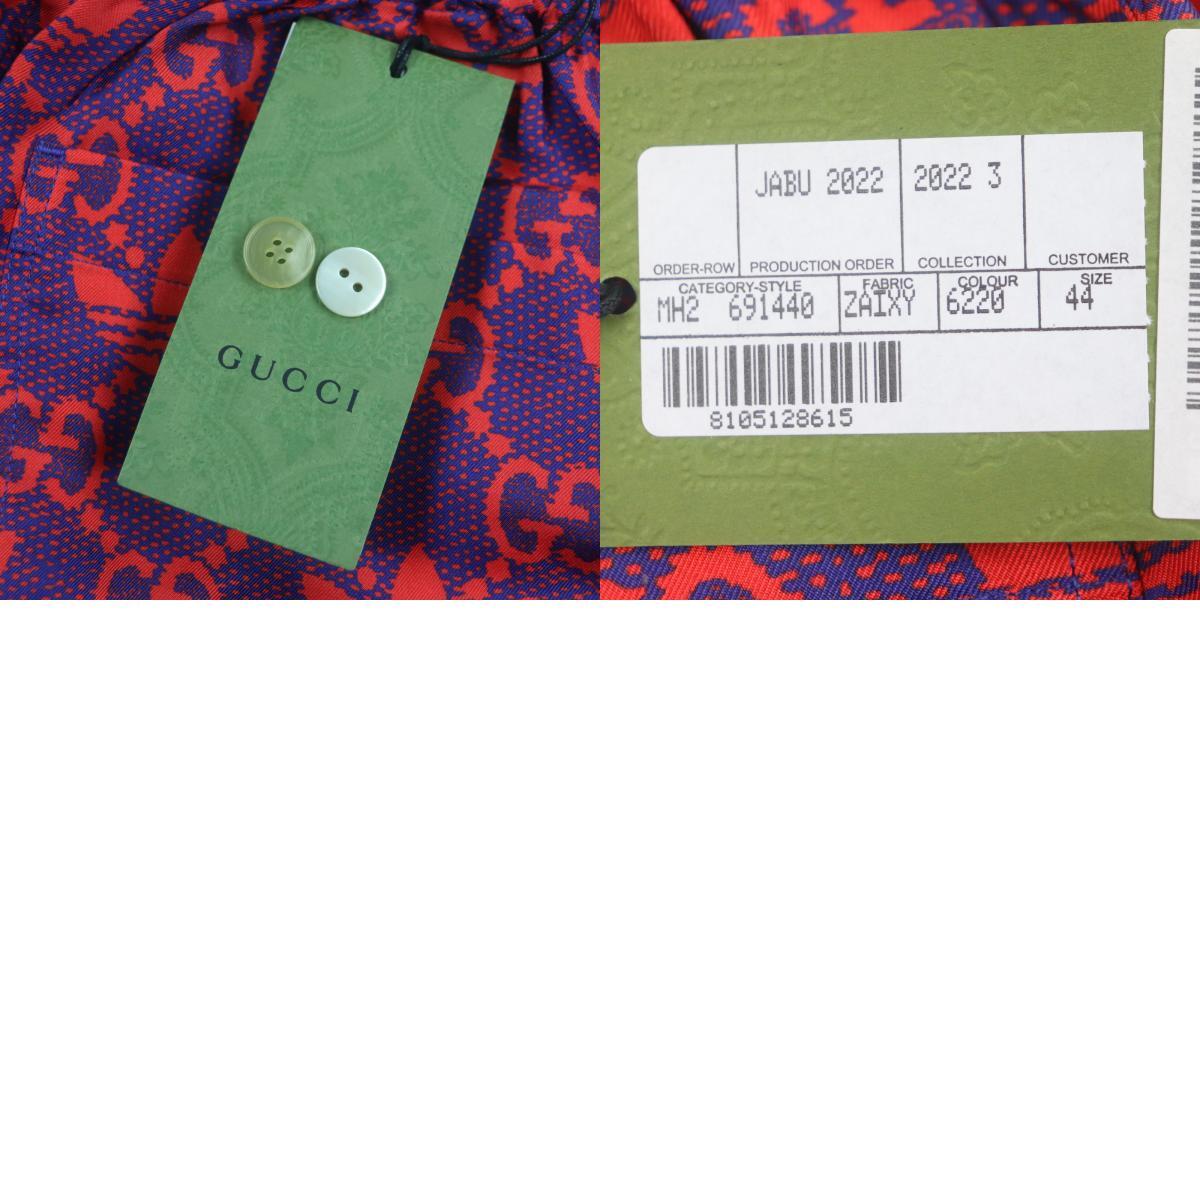 GUCCI
JABU 2022 2022 3
ORDER-ROW PRODUCTION ORDER COLLECTION CUSTOMER
CATEGORY-STYLE FABRIC COLOUR SIZE
MH2 691440 ZAIXY 6220 44
8105128615